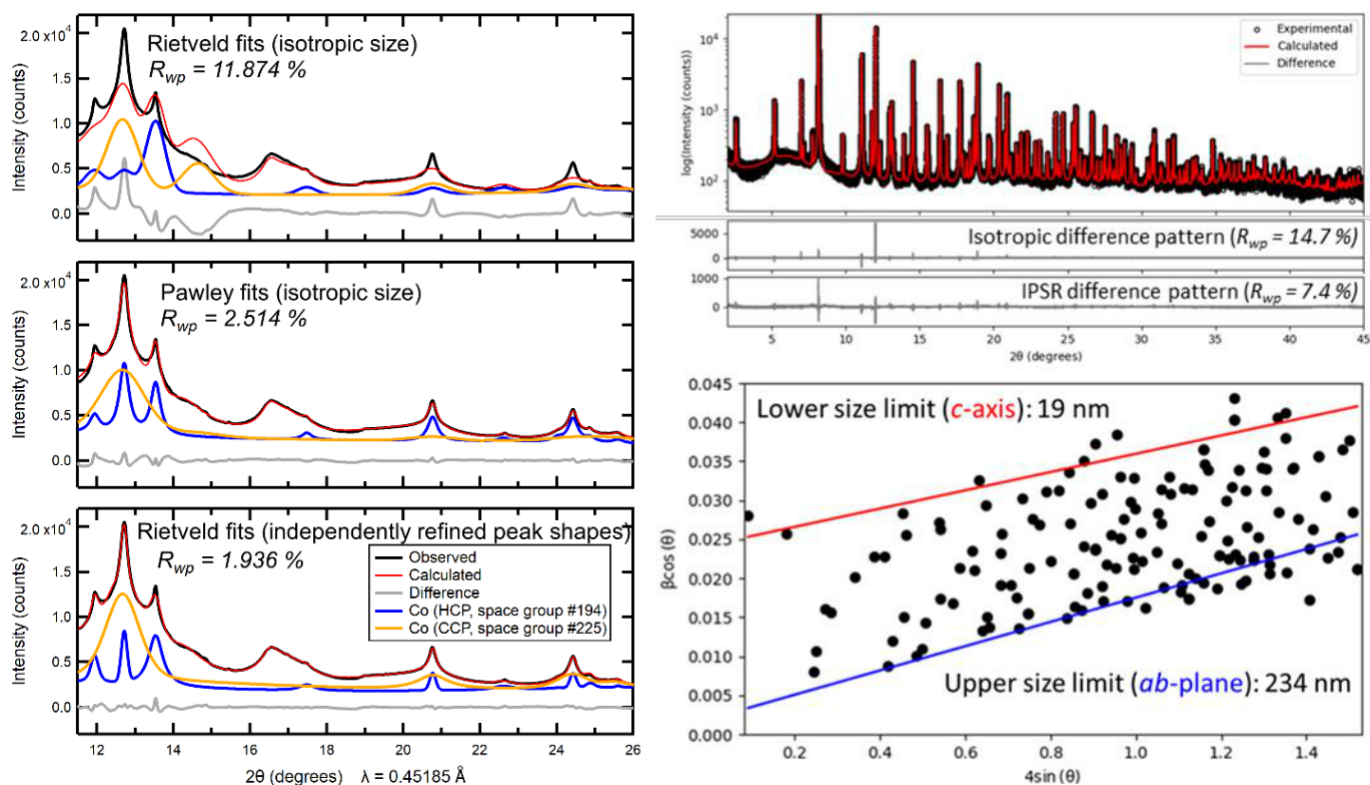 2.0 x10⁴
Rietveld fits (isotropic size)
Rwp = 11.874 %
1.5
1.0
0.5
0.0
Intensity (counts)
2.0 x10⁴
Pawley fits (isotropic size)
Rwp = 2.514 %
1.5
1.0
0.5
0.0
Intensity (counts)
2.0 x10⁴
Rietveld fits (independently refined peak shapes)
Rwp = 1.936 %
1.5
1.0
0.5
0.0
Intensity (counts)
Observed
Calculated
Difference
Co (HCP, space group #194)
Co (CCP, space group #225)
12 14 16 18 20 22 24 26
2θ (degrees) λ = 0.45185 Å
10⁴
10³
10²
log(Intensity (counts)
Experimental
Calculated
Difference
5000
0
Isotropic difference pattern (Rwp = 14.7 %)
1000
0
IPSR difference pattern (Rwp = 7.4 %)
5 10 15 20 25 30 35 40 45
2θ (degrees)
0.045
0.040
0.035
0.030
0.025
0.020
0.015
0.010
0.005
0.000
βcos (θ)
Lower size limit (c-axis): 19 nm
Upper size limit (ab-plane): 234 nm
0.2 0.4 0.6 0.8 1.0 1.2 1.4
4sin (θ)